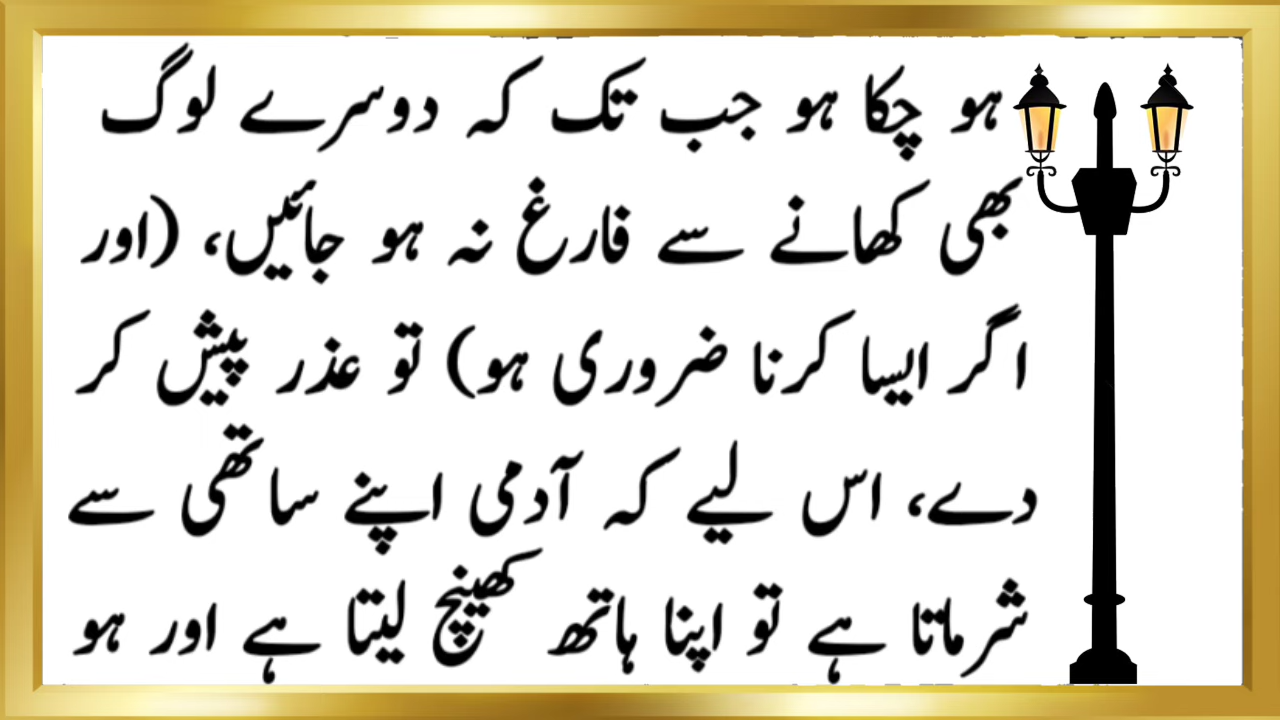 ہو چکا ہو جب تک کہ دوسرے لوگ
بھی کھانے سے فارغ نہ ہو جائیں، (اور
اگر ایسا کرنا ضروری ہو) تو عذر پیش کر
دے، اس لیے کہ آدمی اپنے ساتھی سے
شرماتا ہے تو اپنا ہاتھ کھینچ لیتا ہے اور ہو